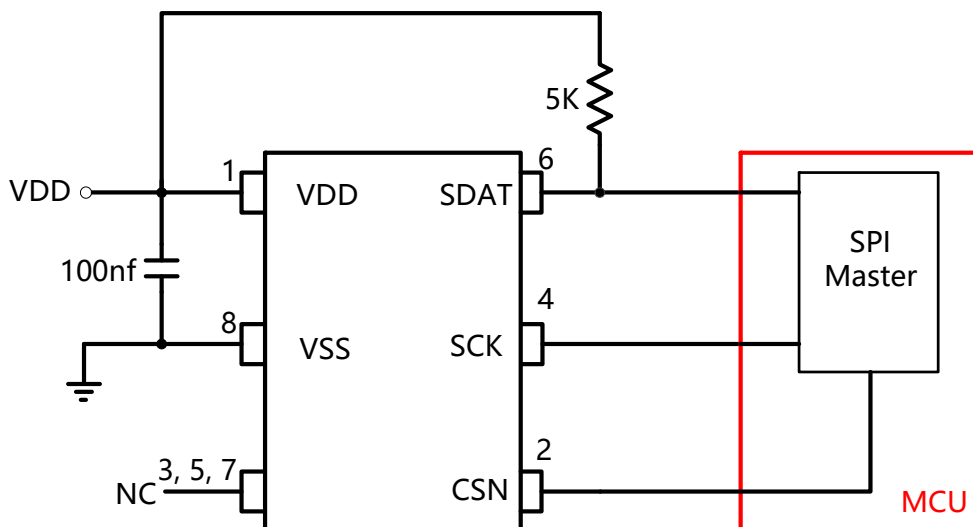 5K
1
6
VDD
VDD
SDAT
SPI
Master
100nf
8
4
VSS
SCK
3, 5, 7
2
NC
CSN
MCU